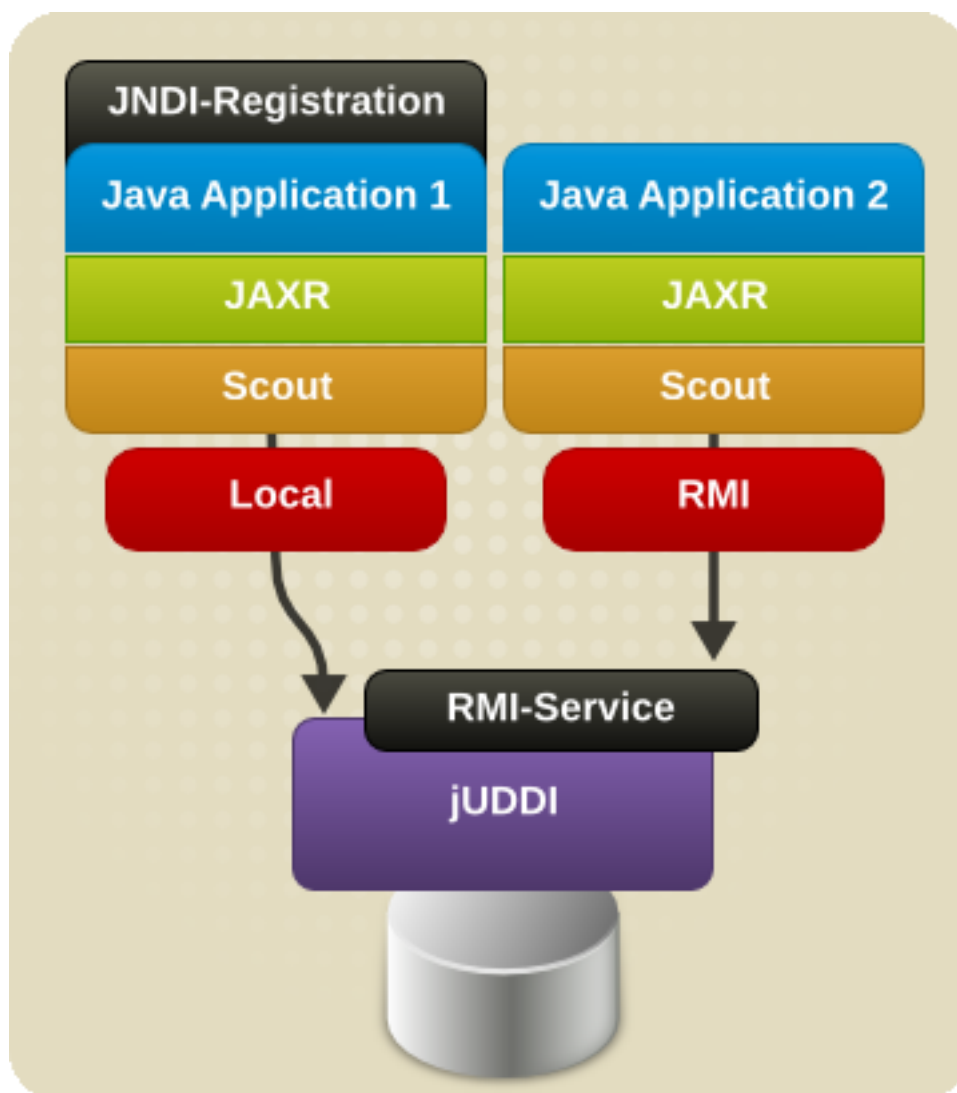 JNDI-Registration
Java Application 1
Java Application 2
JAXR
JAXR
Scout
Scout
Local
RMI
RMI-Service
jUDDI